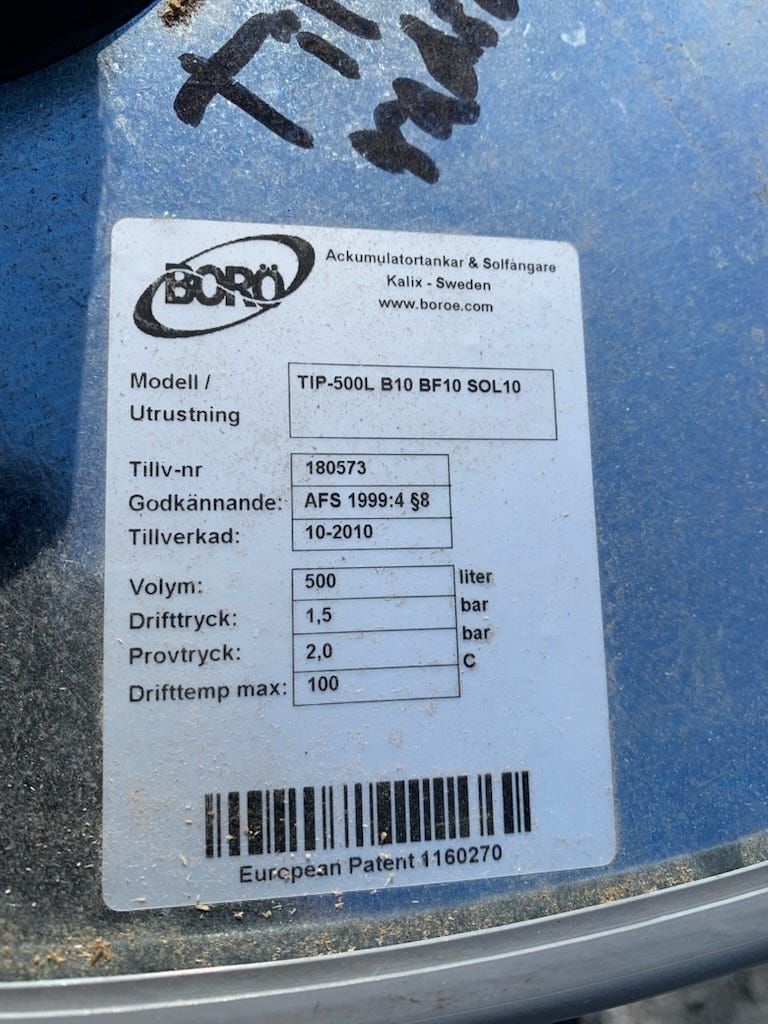 BORÖ
Ackumulatortankar & Solfångare
Kalix - Sweden
www.boroe.com
Modell /
Utrustning
TIP-500L B10 BF10 SOL10
Tillv-nr 180573
Godkännande: AFS 1999:4 §8
Tillverkad: 10-2010
Volym: 500 liter
Drifttryck: 1,5 bar
Provtryck: 2,0 bar
Drifttemp max: 100 C
European Patent 1160270